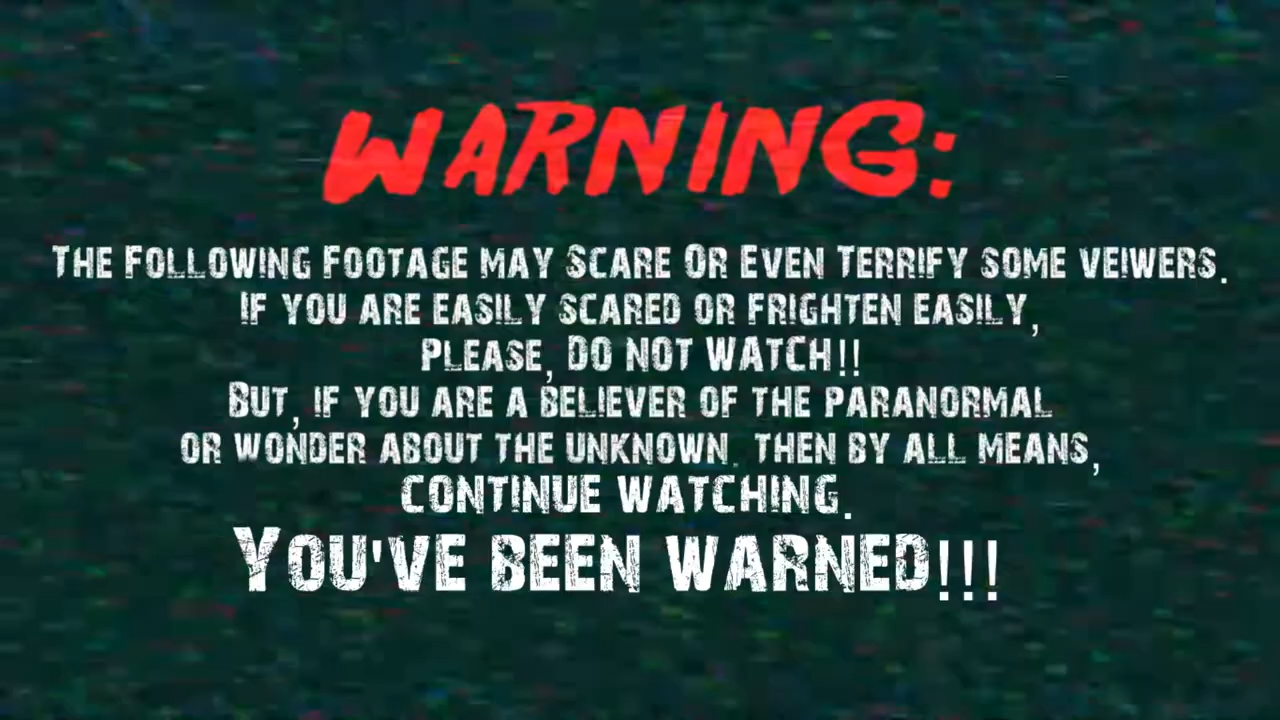 WARNING:
The Following Footage may Scare Or Even Terrify some veiwers.
If you are easily scared or frighten easily,
please, Do not watch!!
But, if you are a believer of the paranormal
or wonder about the unknown. then by all means,
continue watching.
You've been warned!!!